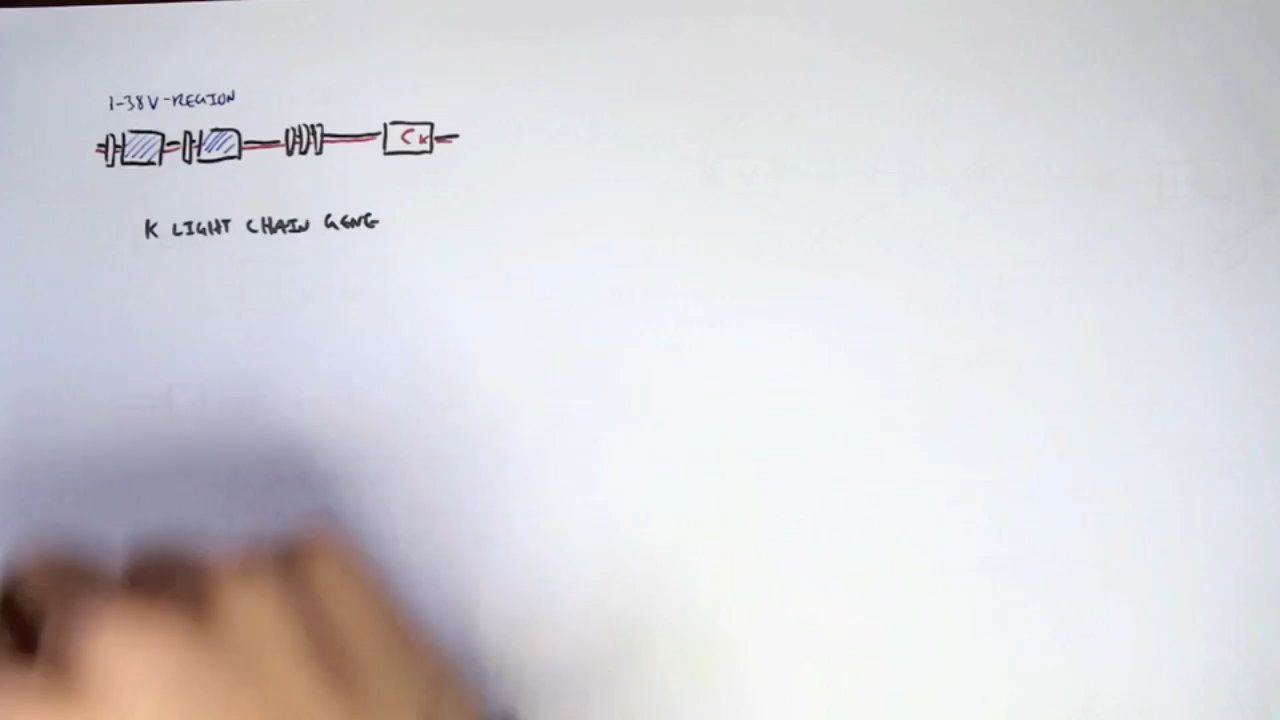 1-38V-REGION
Cκ
K LIGHT CHAIN GENE